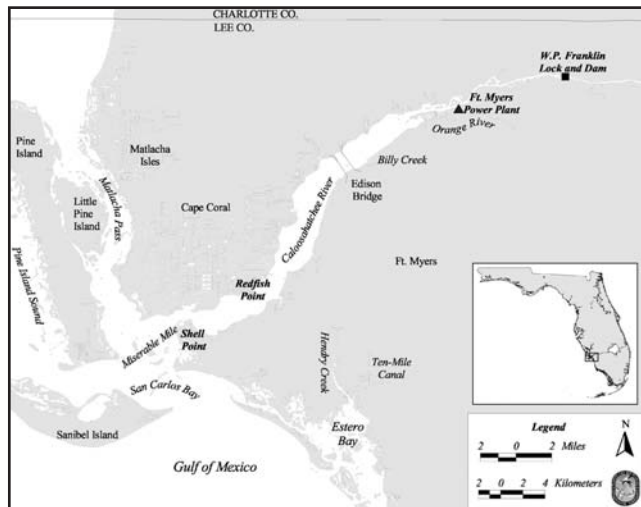 CHARLOTTE CO.
LEE CO.
W.P. Franklin
Lock and Dam
Ft. Myers
Power Plant
Orange River
Billy Creek
Pine
Island
Matlacha
Isles
Matlacha Pass
Little
Pine
Island
Cape Coral
Caloosahatchee River
Edison
Bridge
Ft. Myers
Pine Island Sound
Redfish
Point
Miserable Mile
Shell
Point
Hendry Creek
Ten-Mile
Canal
San Carlos Bay
Sanibel Island
Estero
Bay
Gulf of Mexico
Legend
2 0 2 Miles
2 0 2 4 Kilometers
N